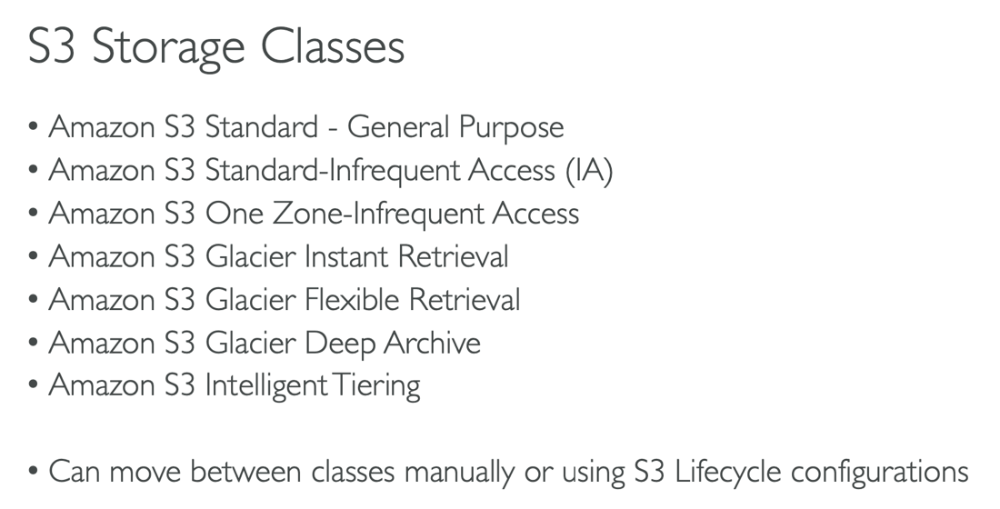 S3 Storage Classes
• Amazon S3 Standard - General Purpose
• Amazon S3 Standard-Infrequent Access (IA)
• Amazon S3 One Zone-Infrequent Access
• Amazon S3 Glacier Instant Retrieval
• Amazon S3 Glacier Flexible Retrieval
• Amazon S3 Glacier Deep Archive
• Amazon S3 Intelligent Tiering
• Can move between classes manually or using S3 Lifecycle configurations